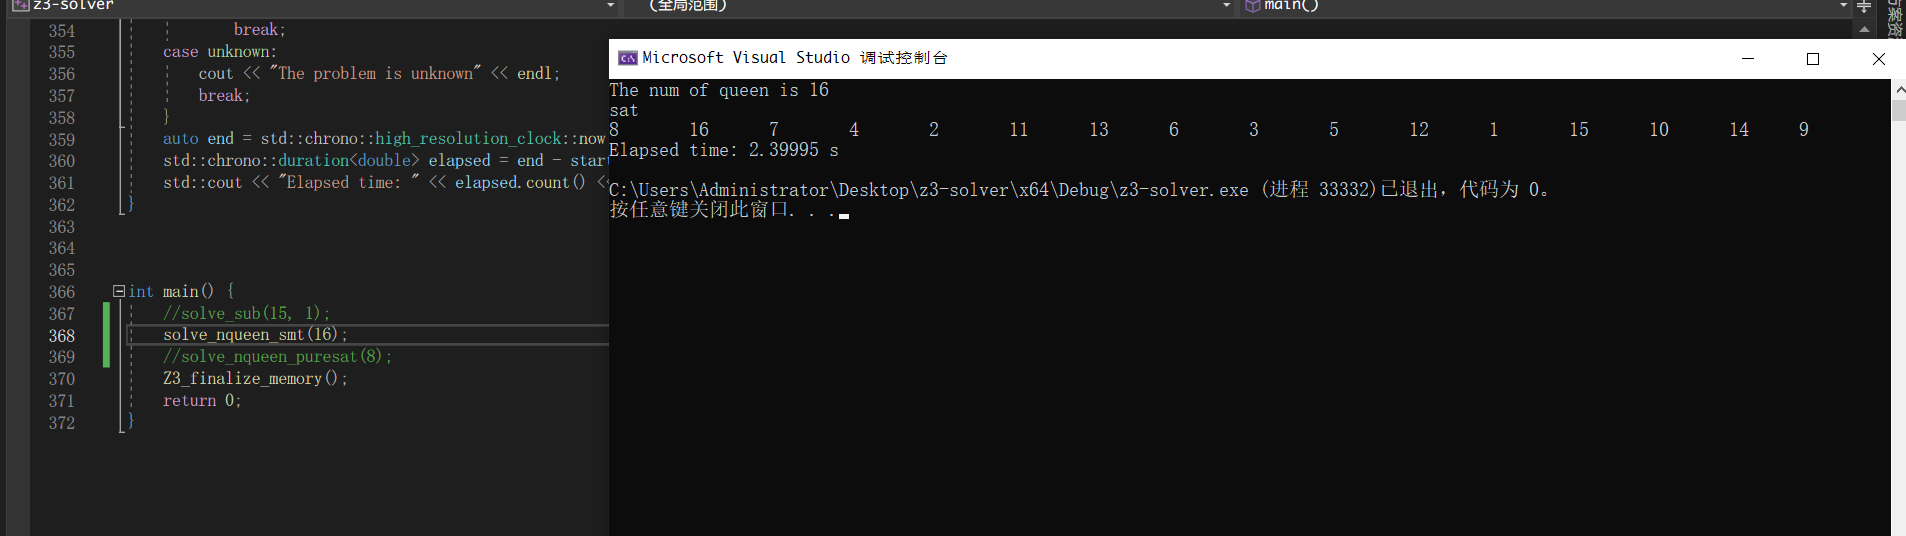 z3-solver (全局范围) main()
354 break;
355 case unknown:
356 cout << "The problem is unknown" << endl;
357 break;
358 }
359 auto end = std::chrono::high_resolution_clock::now
360 std::chrono::duration<double> elapsed = end - star
361 std::cout << "Elapsed time: " << elapsed.count() <
362 }
363
364
365
366 int main() {
367 //solve_sub(15, 1);
368 solve_nqueen_smt(16);
369 //solve_nqueen_puresat(8);
370 Z3_finalize_memory();
371 return 0;
372 }
Microsoft Visual Studio 调试控制台
The num of queen is 16
sat
8 16 7 4 2 11 13 6 3 5 12 1 15 10 14 9
Elapsed time: 2.39995 s
C:\Users\Administrator\Desktop\z3-solver\x64\Debug\z3-solver.exe (进程 33332)已退出，代码为 0。
按任意键关闭此窗口. . .